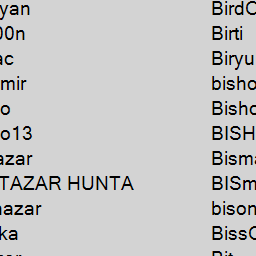 yan BirdC
00n Birti
ac Biryu
mir bisho
o Bisho
o13 BISH
azar Bisma
TAZAR HUNTA BISm
nazar bison
ka BissC